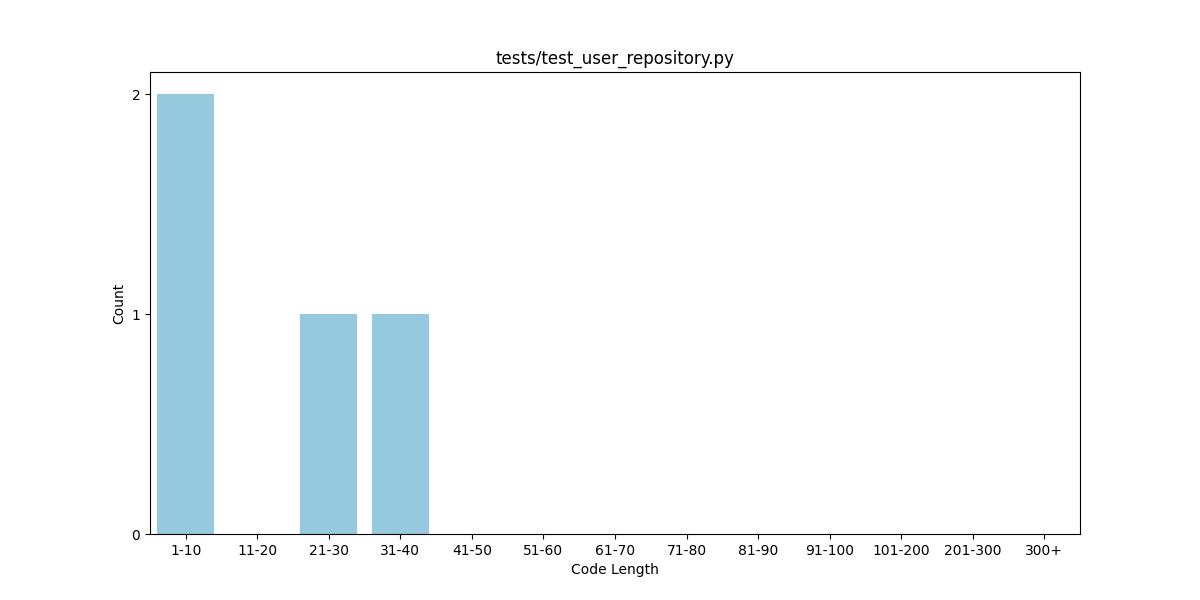 tests/test_user_repository.py
2
1
0
Count
1-10 11-20 21-30 31-40 41-50 51-60 61-70 71-80 81-90 91-100 101-200 201-300 300+
Code Length